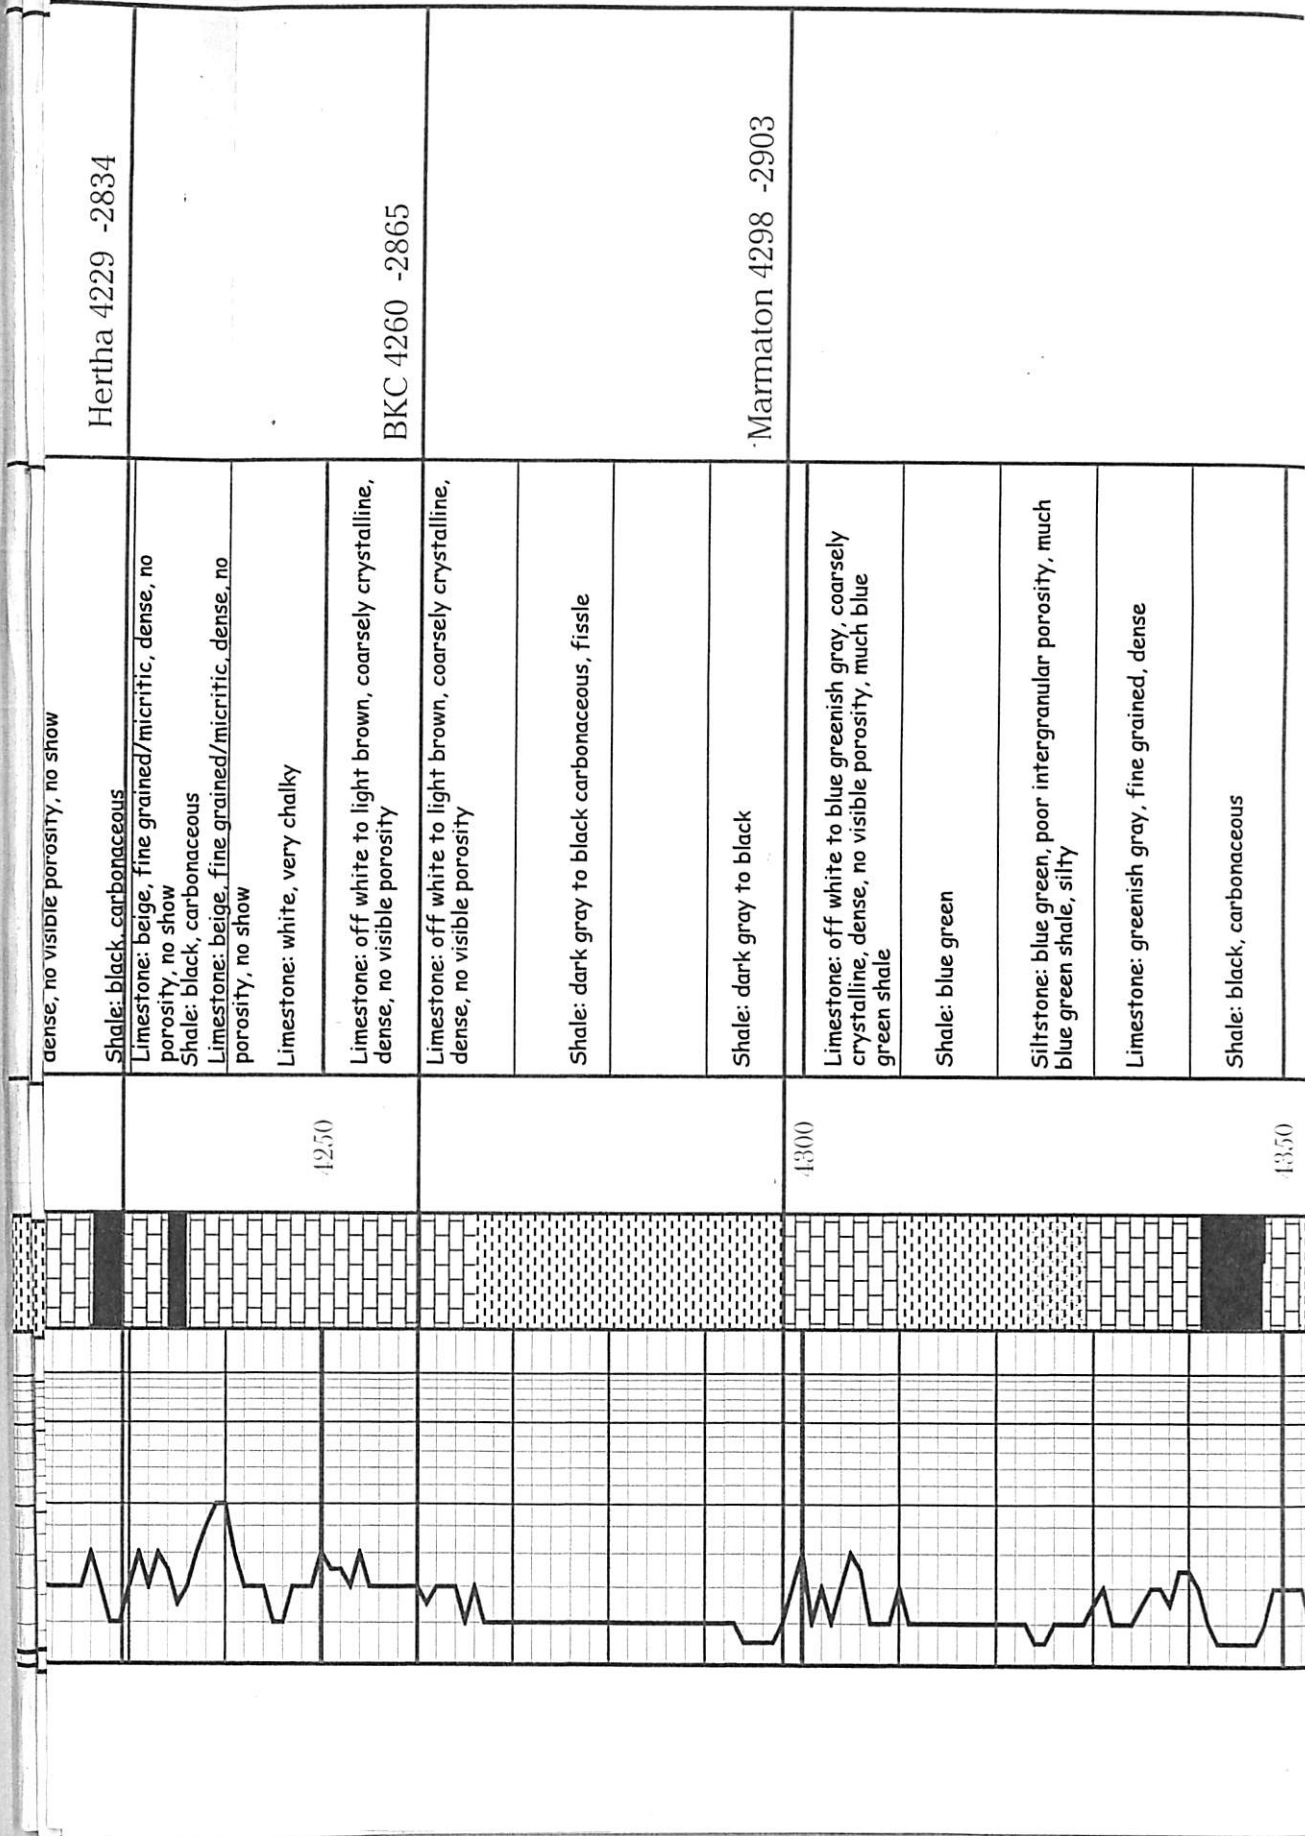 Hertha 4229 -2834
BKC 4260 -2865
Marmaton 4298 -2903
dense, no visible porosity, no show
Shale: black, carbonaceous
Limestone: beige, fine grained/micritic, dense, no
porosity, no show
Shale: black, carbonaceous
Limestone: beige, fine grained/micritic, dense, no
porosity, no show
Limestone: white, very chalky
Limestone: off white to light brown, coarsely crystalline,
dense, no visible porosity
Limestone: off white to light brown, coarsely crystalline,
dense, no visible porosity
Shale: dark gray to black carbonaceous, fissle
Shale: dark gray to black
Limestone: off white to blue greenish gray, coarsely
crystalline, dense, no visible porosity, much blue
green shale
Shale: blue green
Siltstone: blue green, poor intergranular porosity, much
blue green shale, silty
Limestone: greenish gray, fine grained, dense
Shale: black, carbonaceous
4250
4300
4350